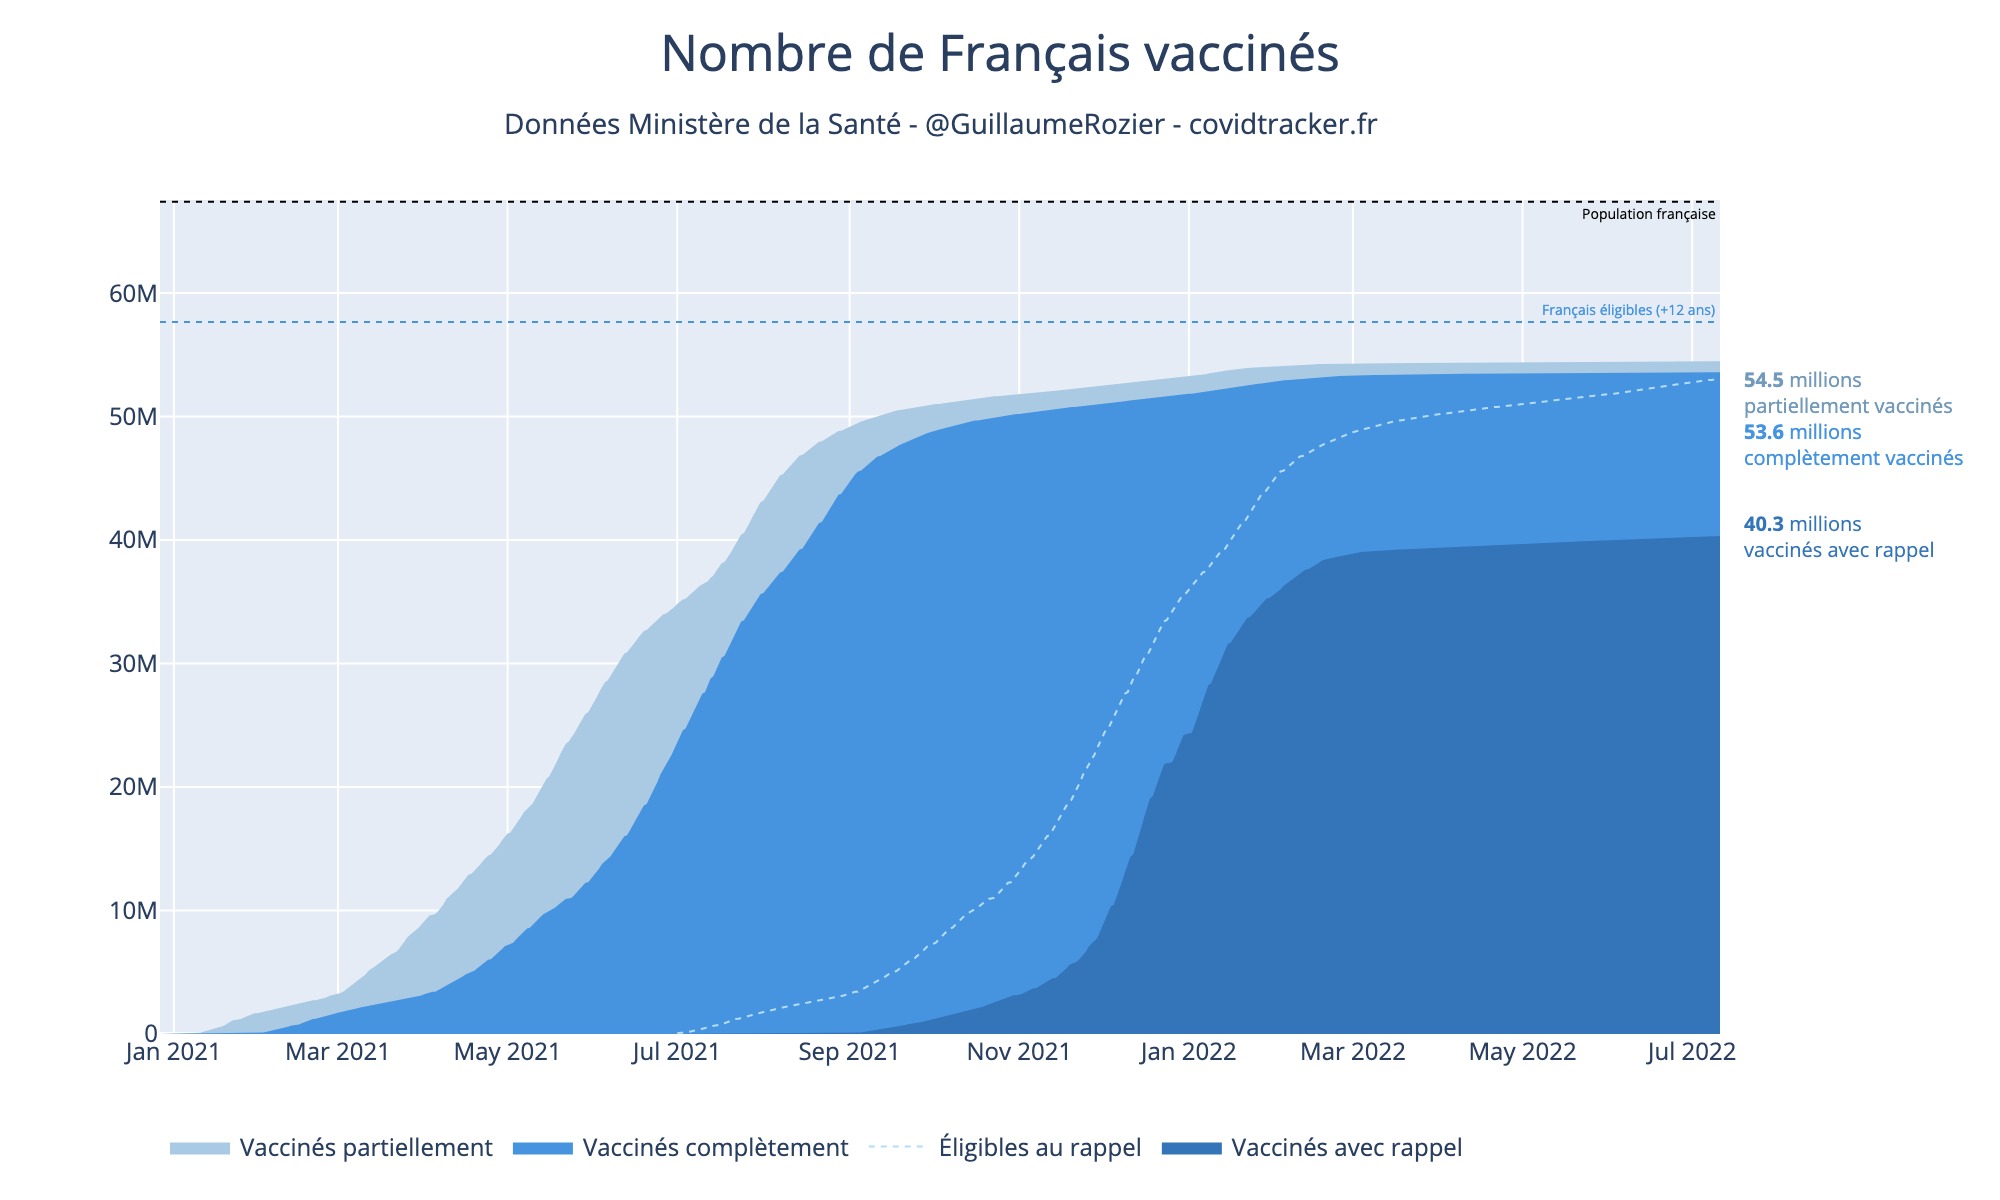 Nombre de Français vaccinés
Données Ministère de la Santé - @GuillaumeRozier - covidtracker.fr
Population française
60M
Français éligibles (+12 ans)
54.5 millions
partiellement vaccinés
50M
53.6 millions
complètement vaccinés
40M
40.3 millions
vaccinés avec rappel
30M
20M
10M
0
Jan 2021 Mar 2021 May 2021 Jul 2021 Sep 2021 Nov 2021 Jan 2022 Mar 2022 May 2022 Jul 2022
Vaccinés partiellement Vaccinés complètement Éligibles au rappel Vaccinés avec rappel